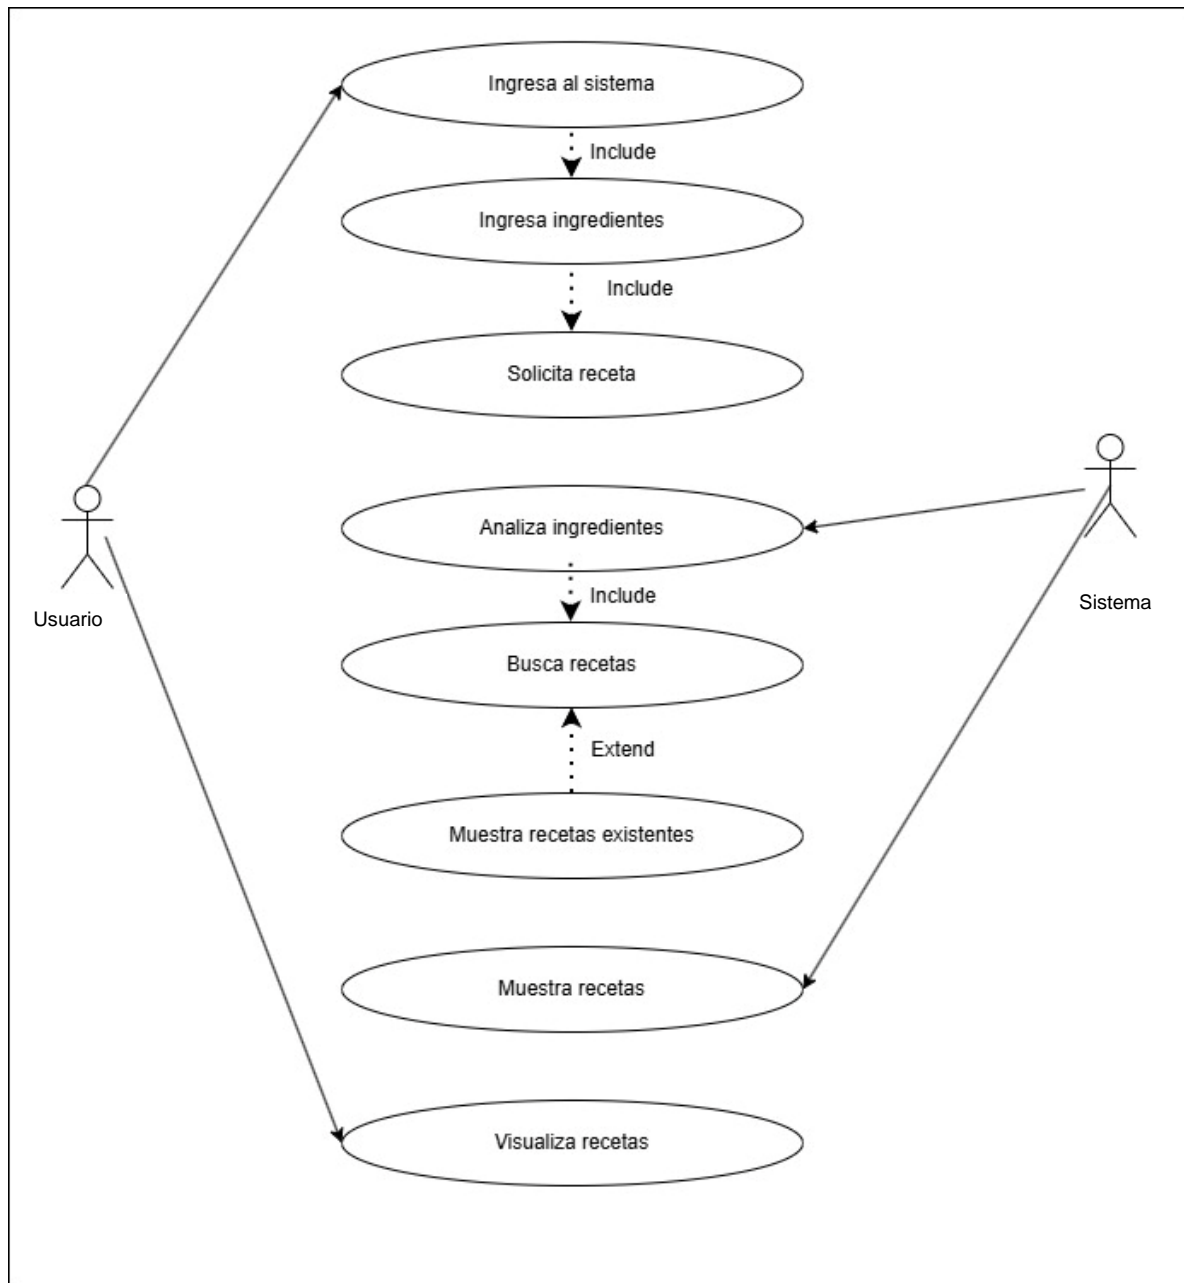 Ingresa al sistema
Include
Ingresa ingredientes
Include
Solicita receta
Analiza ingredientes
Include
Usuario
Sistema
Busca recetas
Extend
Muestra recetas existentes
Muestra recetas
Visualiza recetas